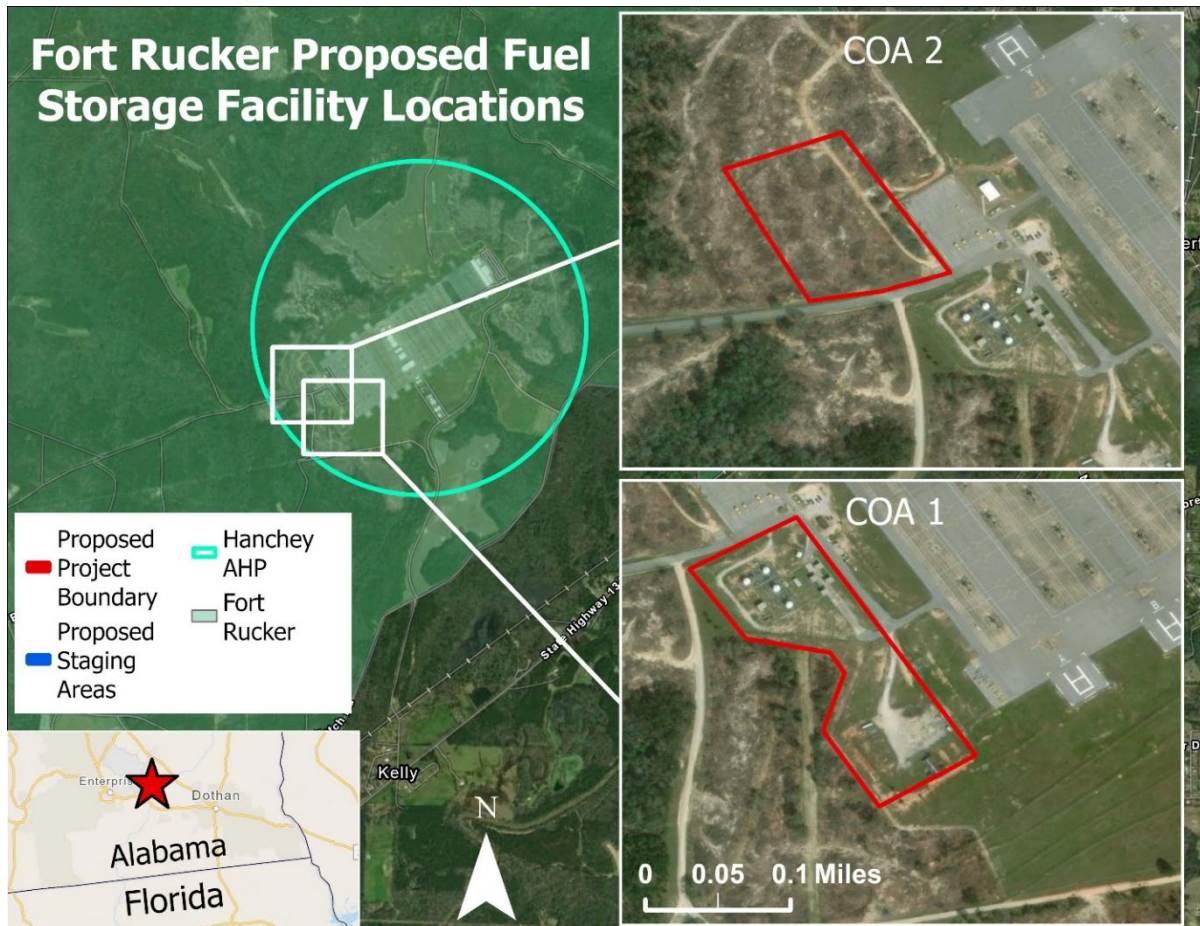 Fort Rucker Proposed Fuel
Storage Facility Locations
COA 2
COA 1
Proposed
Project
Boundary
Proposed
Staging
Areas
Hanchey
AHP
Fort
Rucker
State Highway 13
Kelly
N
0 0.05 0.1 Miles
Dothan
Alabama
Florida
H
H
H